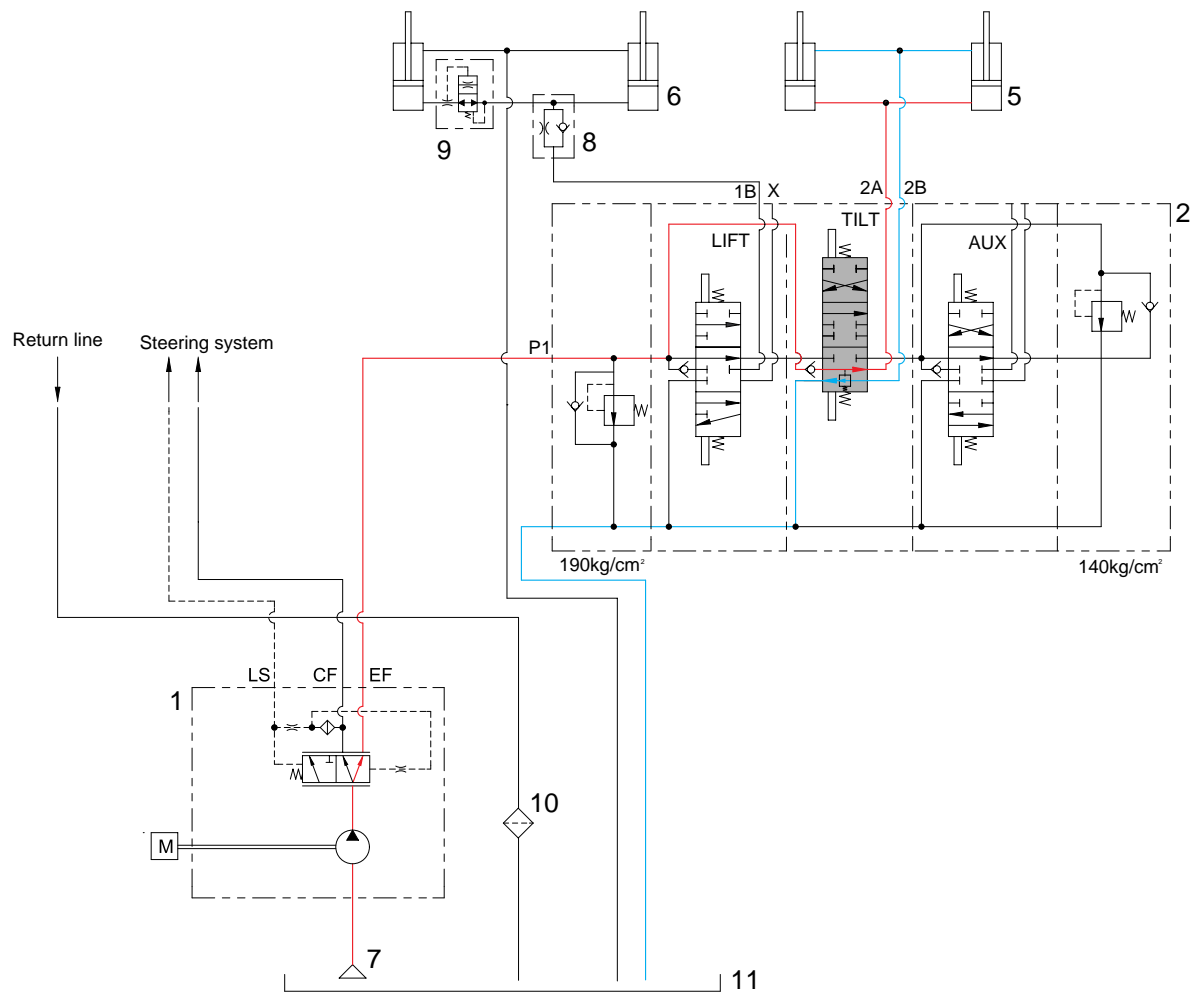 6
5
9
8
1B X
2A 2B
2
TILT
LIFT
AUX
Return line
Steering system
P1
190kg/cm²
140kg/cm²
LS
CF
EF
1
10
M
7
11